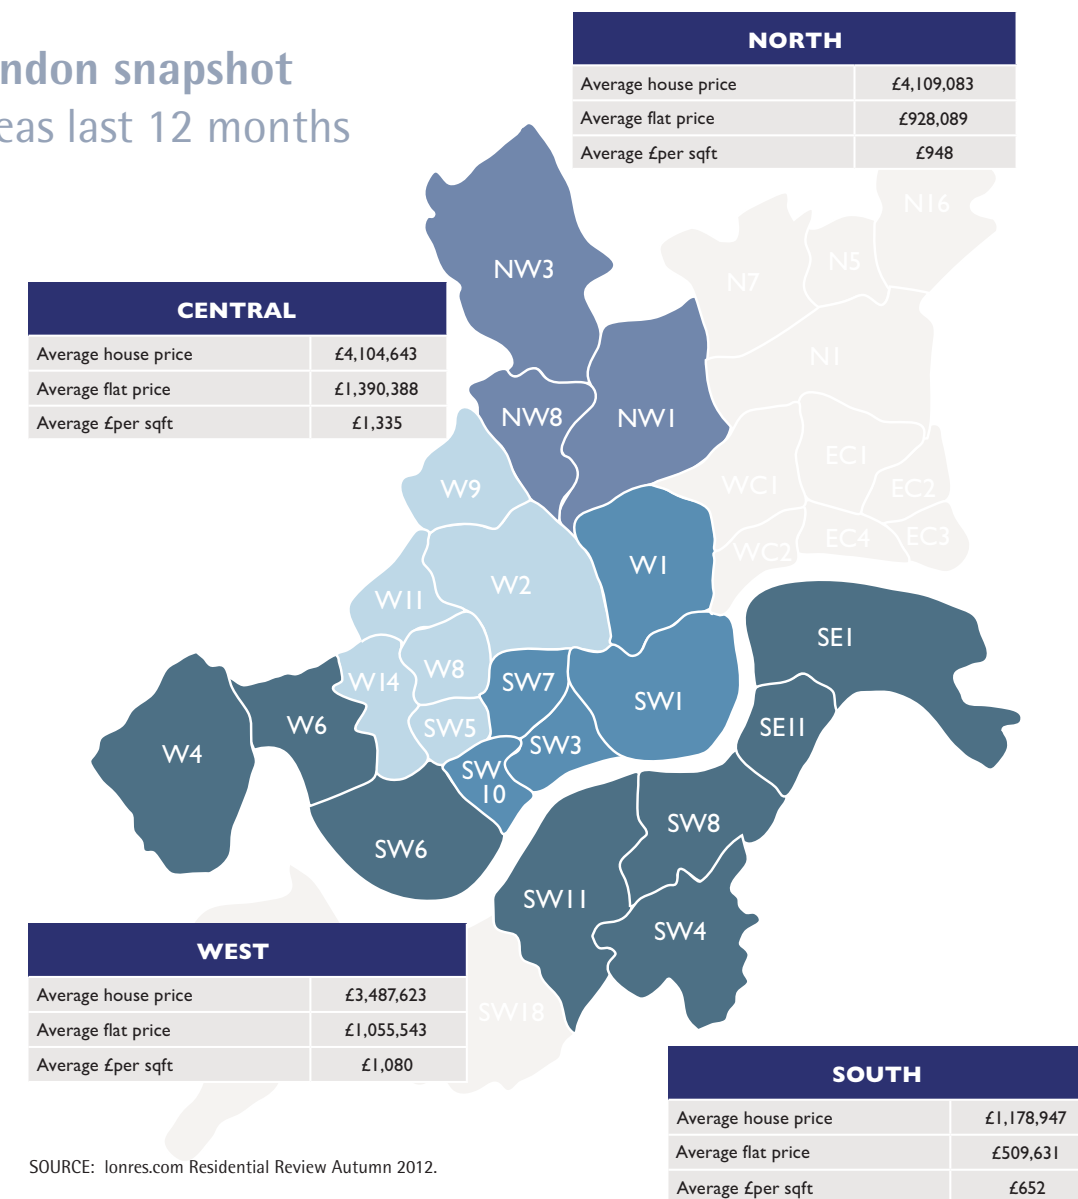 ndon snapshot
eas last 12 months
NORTH
Average house price £4,109,083
Average flat price £928,089
Average £per sqft £948
CENTRAL
Average house price £4,104,643
Average flat price £1,390,388
Average £per sqft £1,335
N16
NW3
N5
N7
N1
NW8
NW1
EC1
W9
WC1
EC2
EC4
EC3
WC2
W1
W2
W11
SE1
W8
W14
SW7
SW1
W6
SW5
SE11
SW3
W4
SW
10
SW8
SW6
SW11
SW4
SW18
WEST
Average house price £3,487,623
Average flat price £1,055,543
Average £per sqft £1,080
SOUTH
Average house price £1,178,947
Average flat price £509,631
Average £per sqft £652
SOURCE: lonres.com Residential Review Autumn 2012.